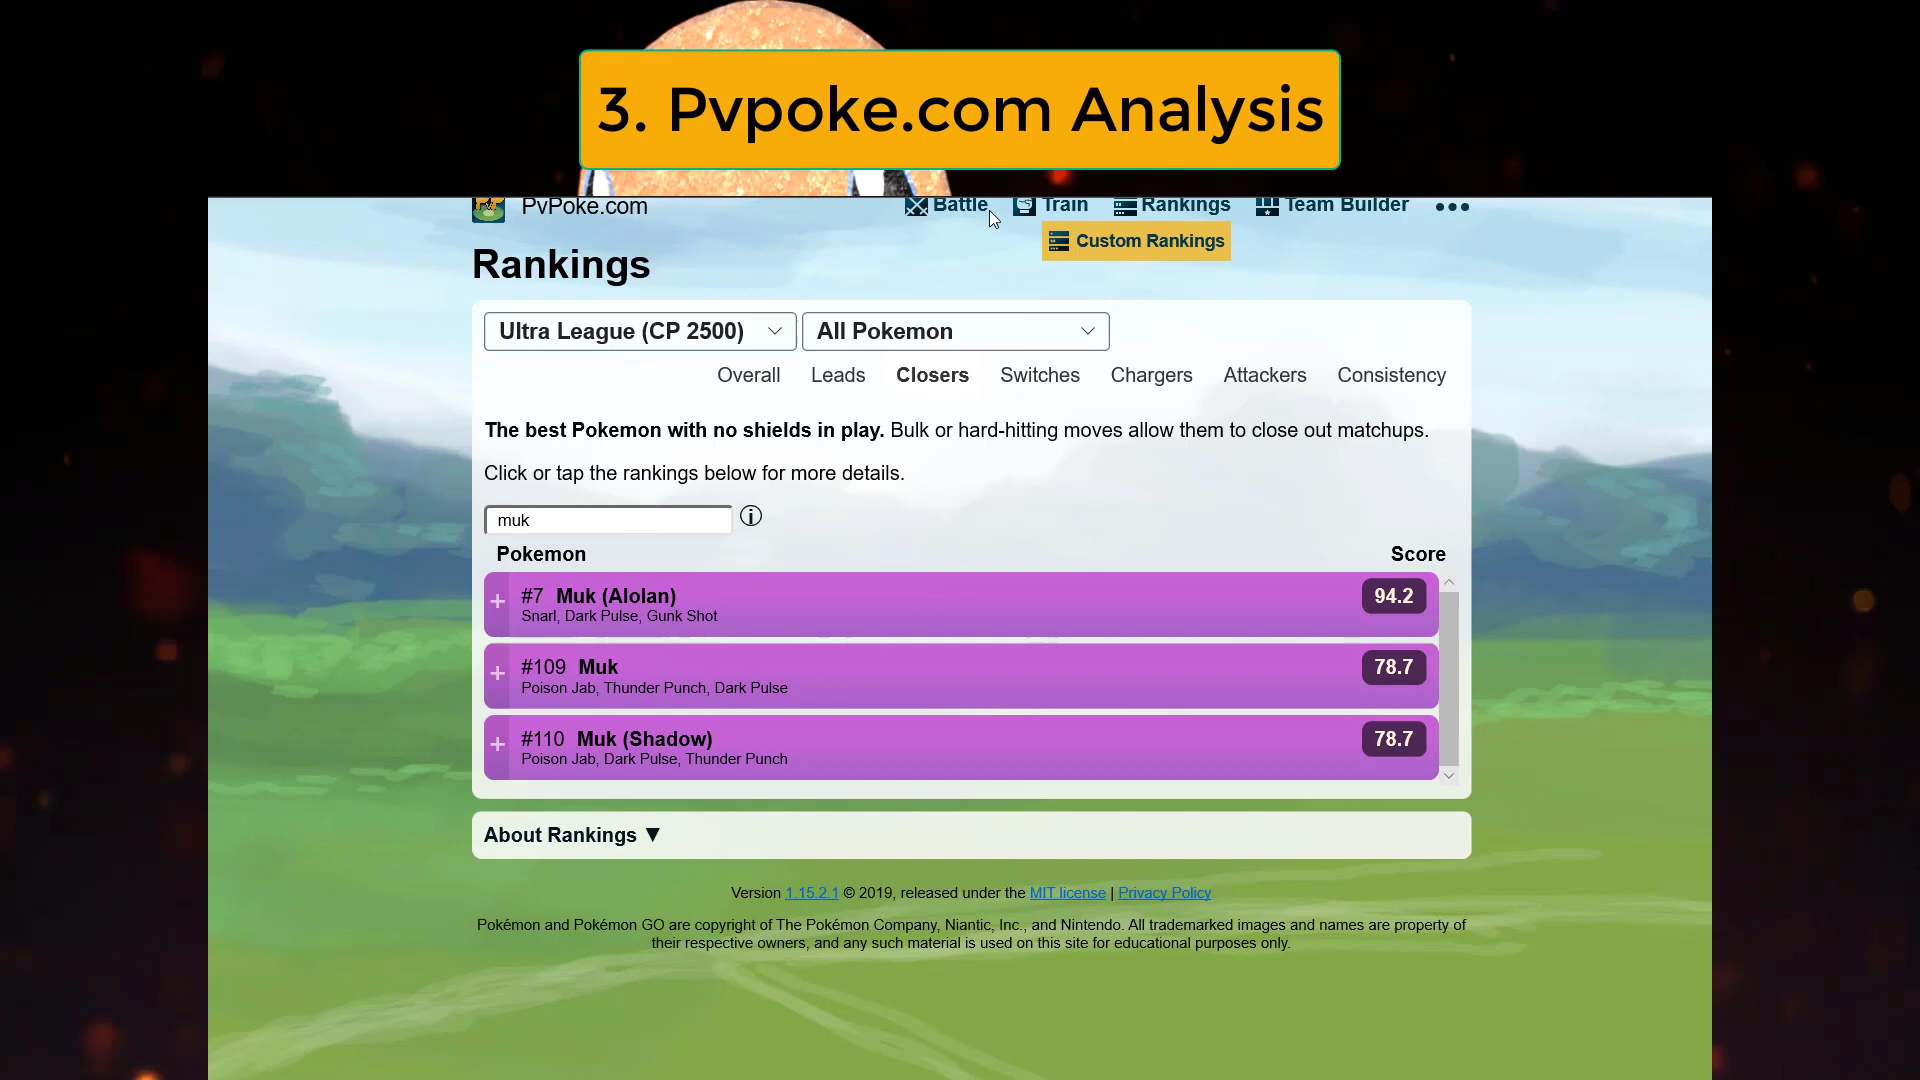 3. Pvpoke.com Analysis
PvPoke.com
Battle
Train
Rankings
Team Builder
Custom Rankings
Rankings
Ultra League (CP 2500)
All Pokemon
Overall
Leads
Closers
Switches
Chargers
Attackers
Consistency
The best Pokemon with no shields in play. Bulk or hard-hitting moves allow them to close out matchups.
Click or tap the rankings below for more details.
muk
Pokemon
Score
#7 Muk (Alolan)
94.2
Snarl, Dark Pulse, Gunk Shot
#109 Muk
78.7
Poison Jab, Thunder Punch, Dark Pulse
#110 Muk (Shadow)
78.7
Poison Jab, Dark Pulse, Thunder Punch
About Rankings ▼
Version 1.15.2.1 © 2019, released under the MIT license | Privacy Policy
Pokémon and Pokémon GO are copyright of The Pokémon Company, Niantic, Inc., and Nintendo. All trademarked images and names are property of
their respective owners, and any such material is used on this site for educational purposes only.